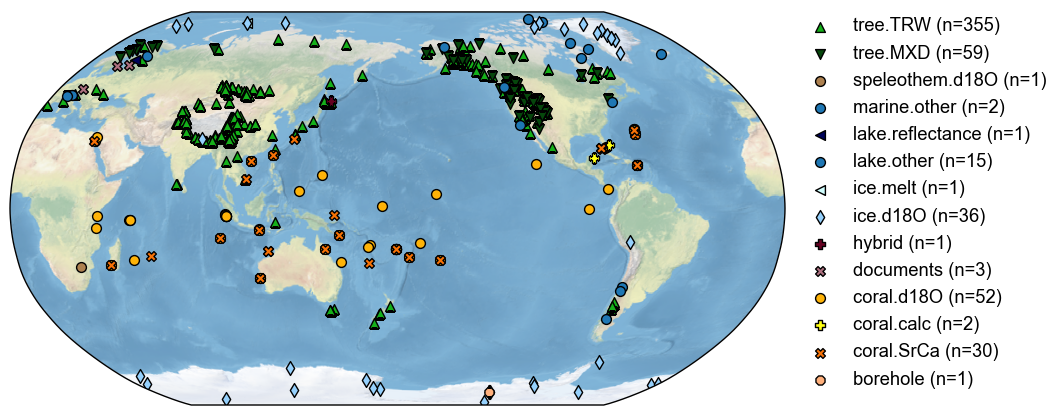 tree.TRW (n=355)
tree.MXD (n=59)
speleothem.d18O (n=1)
marine.other (n=2)
lake.reflectance (n=1)
lake.other (n=15)
ice.melt (n=1)
ice.d18O (n=36)
hybrid (n=1)
documents (n=3)
coral.d18O (n=52)
coral.calc (n=2)
coral.SrCa (n=30)
borehole (n=1)